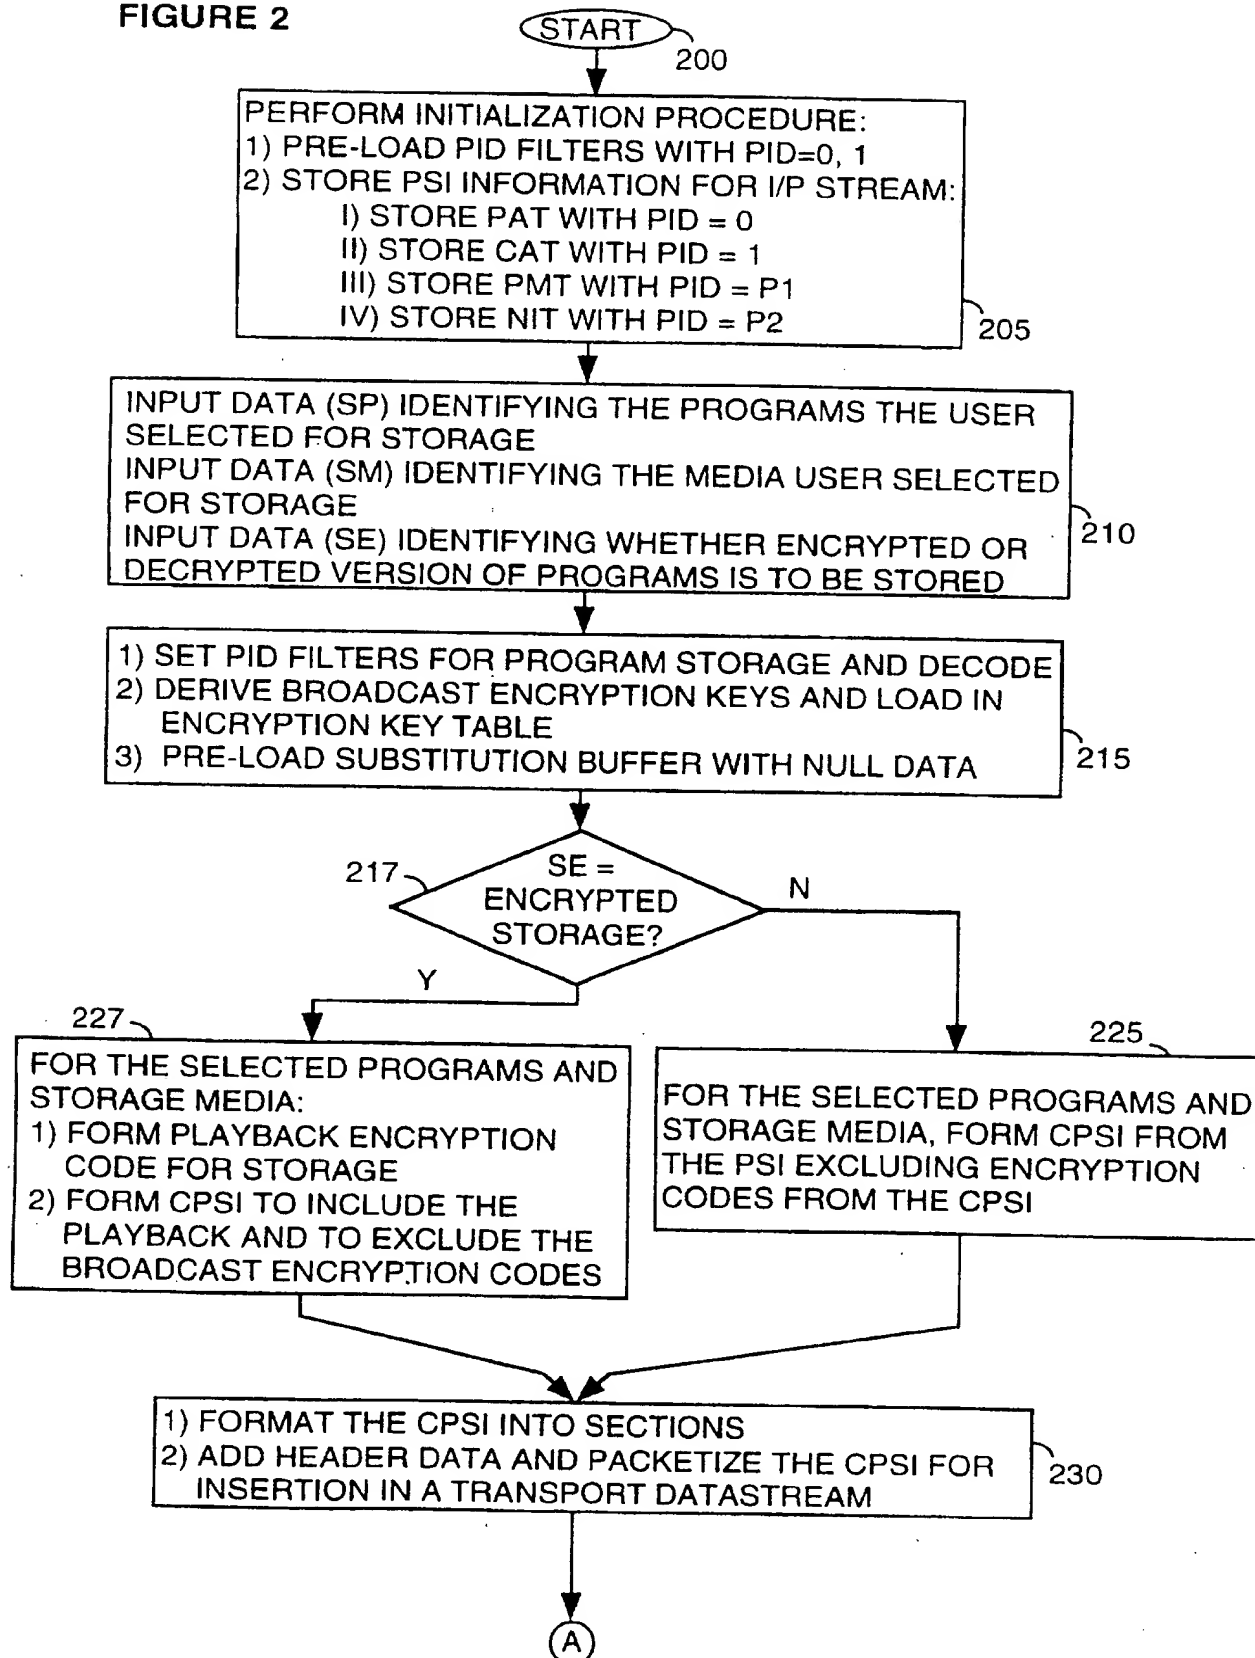 FIGURE 2
START
200
PERFORM INITIALIZATION PROCEDURE:
1) PRE-LOAD PID FILTERS WITH PID=0, 1
2) STORE PSI INFORMATION FOR I/P STREAM:
I) STORE PAT WITH PID = 0
II) STORE CAT WITH PID = 1
III) STORE PMT WITH PID = P1
IV) STORE NIT WITH PID = P2
205
INPUT DATA (SP) IDENTIFYING THE PROGRAMS THE USER
SELECTED FOR STORAGE
INPUT DATA (SM) IDENTIFYING THE MEDIA USER SELECTED
FOR STORAGE
INPUT DATA (SE) IDENTIFYING WHETHER ENCRYPTED OR
DECRYPTED VERSION OF PROGRAMS IS TO BE STORED
210
1) SET PID FILTERS FOR PROGRAM STORAGE AND DECODE
2) DERIVE BROADCAST ENCRYPTION KEYS AND LOAD IN
ENCRYPTION KEY TABLE
3) PRE-LOAD SUBSTITUTION BUFFER WITH NULL DATA
215
217
SE =
ENCRYPTED
STORAGE?
N
Y
227
FOR THE SELECTED PROGRAMS AND
STORAGE MEDIA:
1) FORM PLAYBACK ENCRYPTION
CODE FOR STORAGE
2) FORM CPSI TO INCLUDE THE
PLAYBACK AND TO EXCLUDE THE
BROADCAST ENCRYPTION CODES
225
FOR THE SELECTED PROGRAMS AND
STORAGE MEDIA, FORM CPSI FROM
THE PSI EXCLUDING ENCRYPTION
CODES FROM THE CPSI
1) FORMAT THE CPSI INTO SECTIONS
2) ADD HEADER DATA AND PACKETIZE THE CPSI FOR
INSERTION IN A TRANSPORT DATASTREAM
230
A